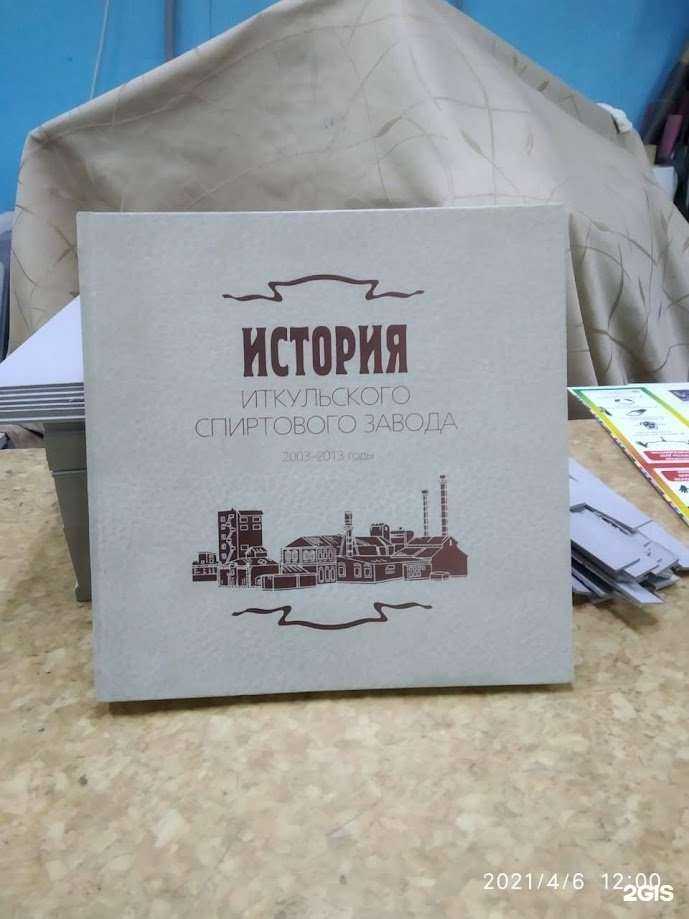 ИСТОРИЯ
ИТКУЛЬСКОГО
СПИРТОВОГО ЗАВОДА
2003-2013 годы
2021/4/6 12:00
2GIS